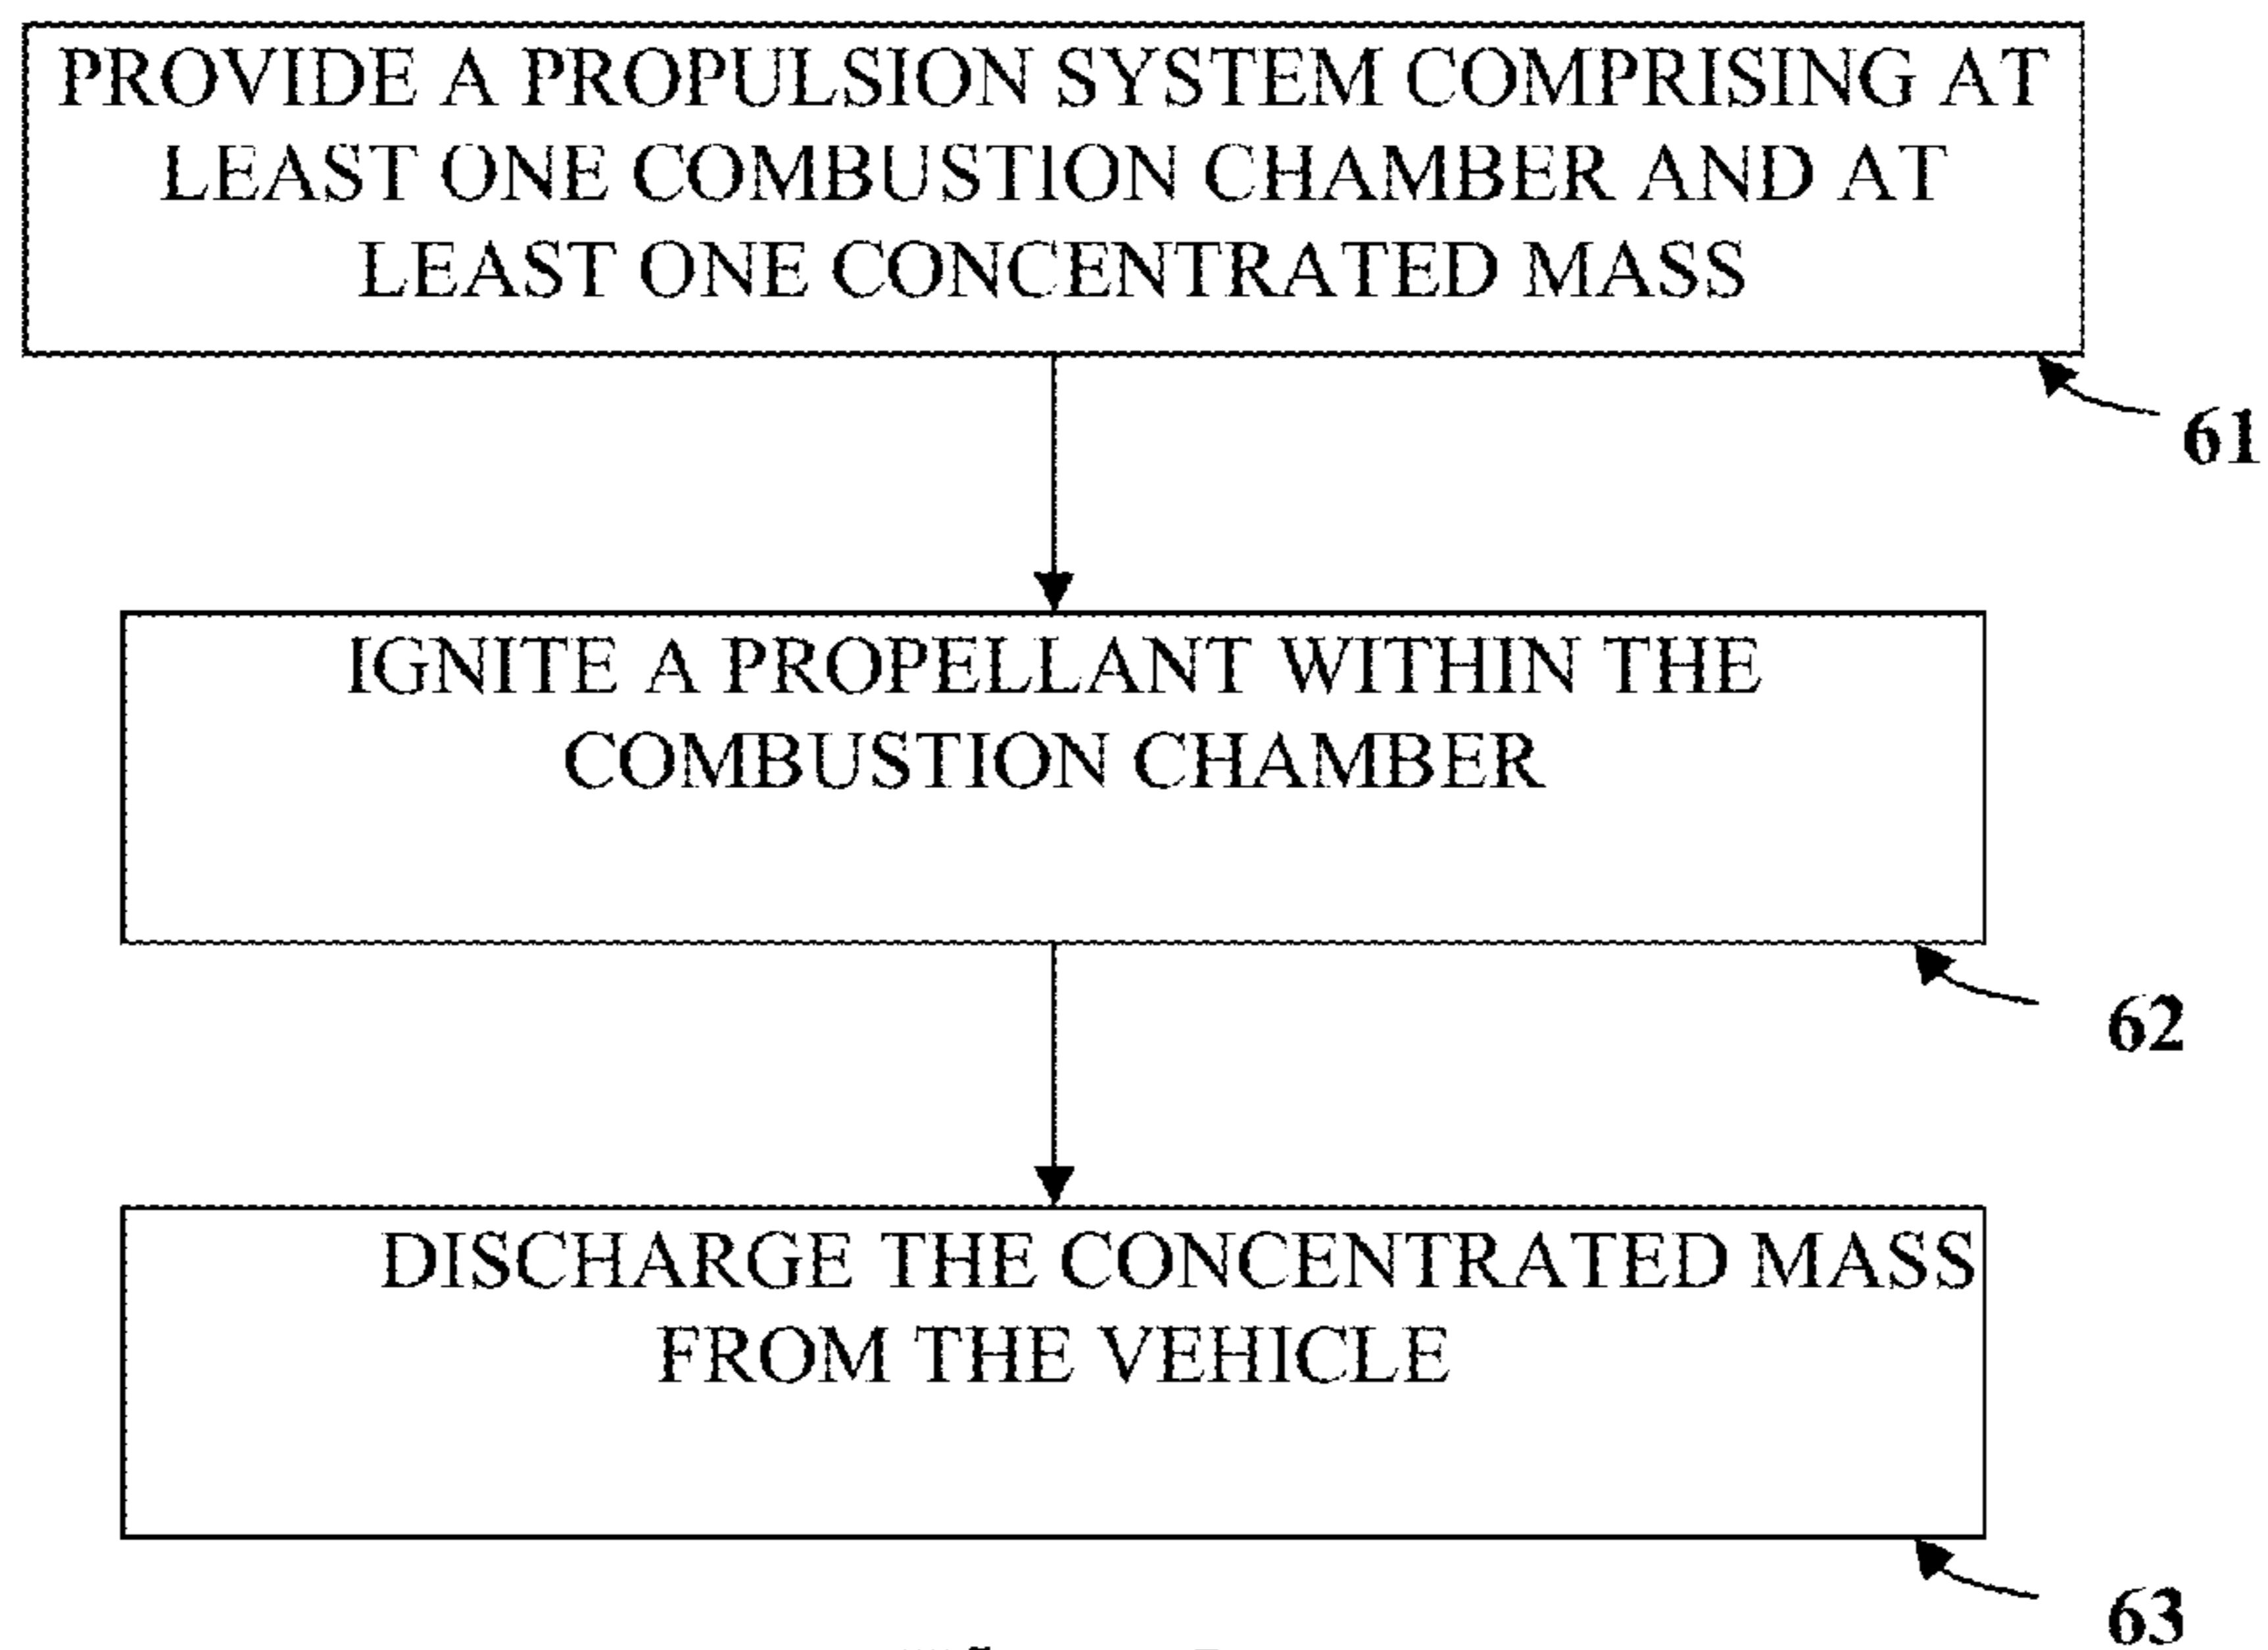 PROVIDE A PROPULSION SYSTEM COMPRISING AT
LEAST ONE COMBUSTION CHAMBER AND AT
LEAST ONE CONCENTRATED MASS
61
IGNITE A PROPELLANT WITHIN THE
COMBUSTION CHAMBER
62
DISCHARGE THE CONCENTRATED MASS
FROM THE VEHICLE
63